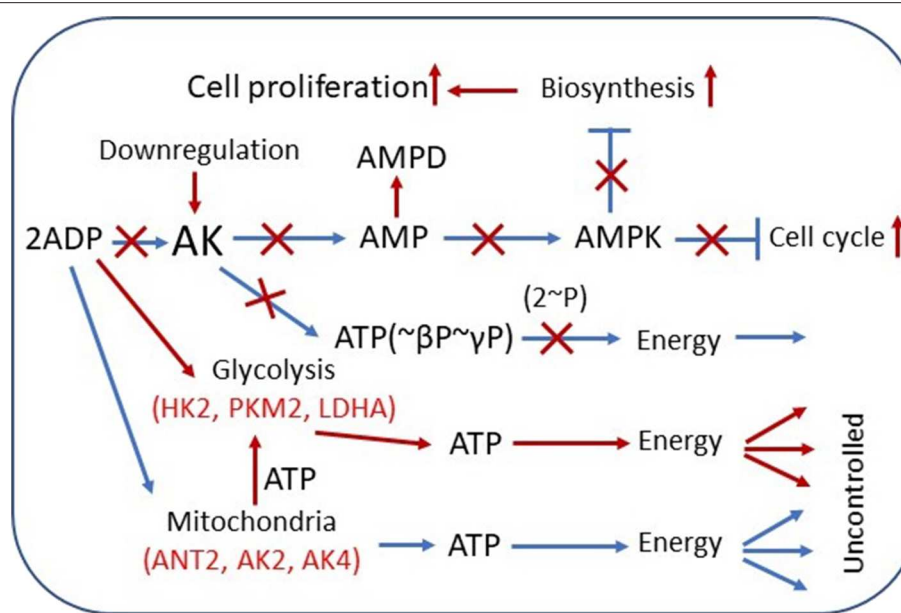 Cell proliferation
Biosynthesis
Downregulation
AMPD
2ADP
AK
AMP
AMPK
Cell cycle
(2~P)
ATP(~βP~γP)
Energy
Glycolysis
(HK2, PKM2, LDHA)
ATP
Energy
ATP
Mitochondria
(ANT2, AK2, AK4)
ATP
Energy
Uncontrolled